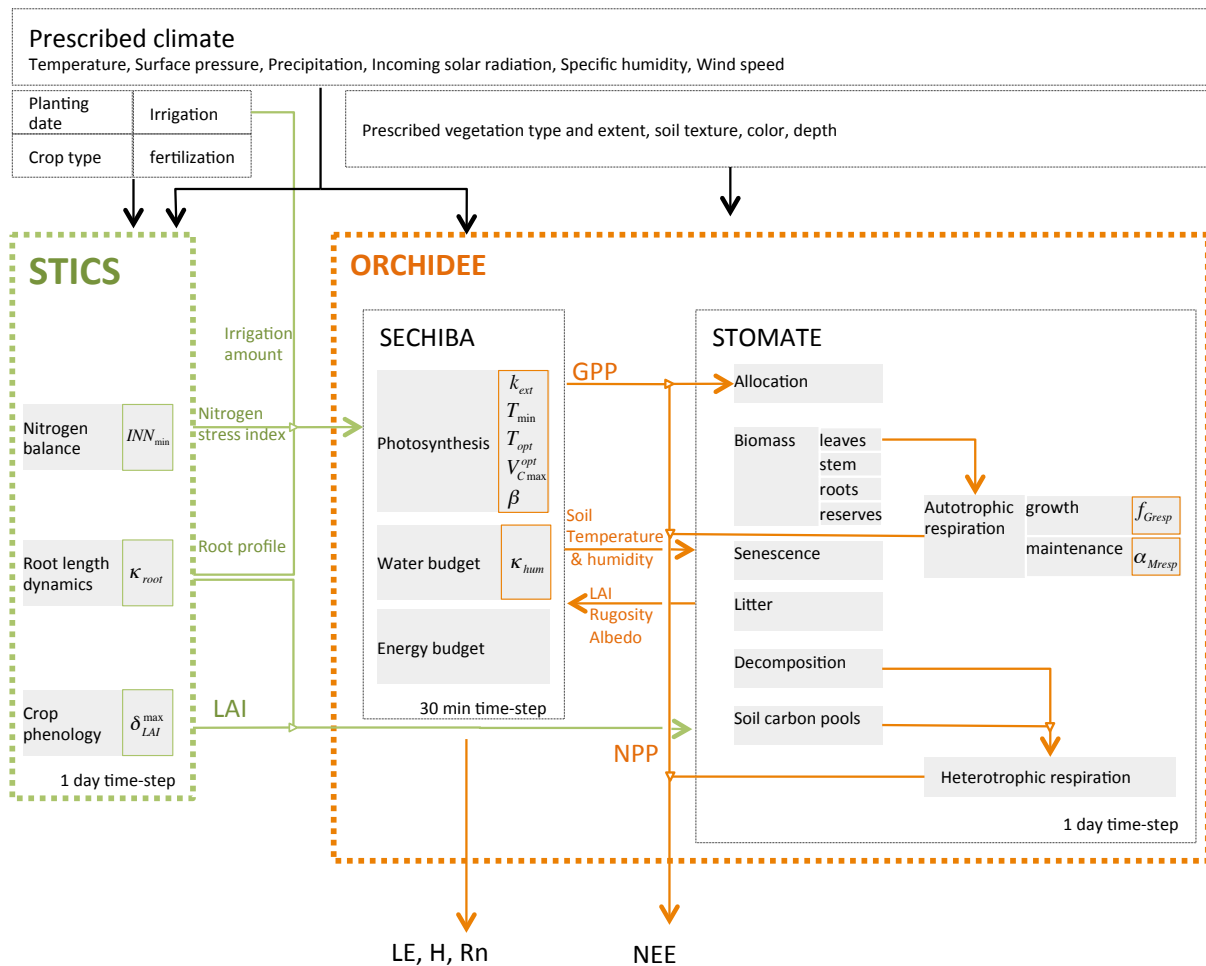 Prescribed climate
Temperature, Surface pressure, Precipitation, Incoming solar radiation, Specific humidity, Wind speed
Planting
date
Irrigation
Crop type
fertilization
Prescribed vegetation type and extent, soil texture, color, depth
STICS
Irrigation
amount
Nitrogen
balance
INN_min
Nitrogen
stress index
Root length
dynamics
κ_root
Root profile
Crop
phenology
δ_LAI^max
LAI
1 day time-step
ORCHIDEE
SECHIBA
Photosynthesis
k_ext
T_min
T_opt
V_Cmax^opt
β
Water budget
κ_hum
Energy budget
30 min time-step
GPP
Soil
Temperature
& humidity
LAI
Rugosity
Albedo
NPP
STOMATE
Allocation
Biomass
leaves
stem
roots
reserves
Autotrophic
respiration
growth
f_Gresp
maintenance
α_Mresp
Senescence
Litter
Decomposition
Soil carbon pools
Heterotrophic respiration
1 day time-step
LE, H, Rn
NEE